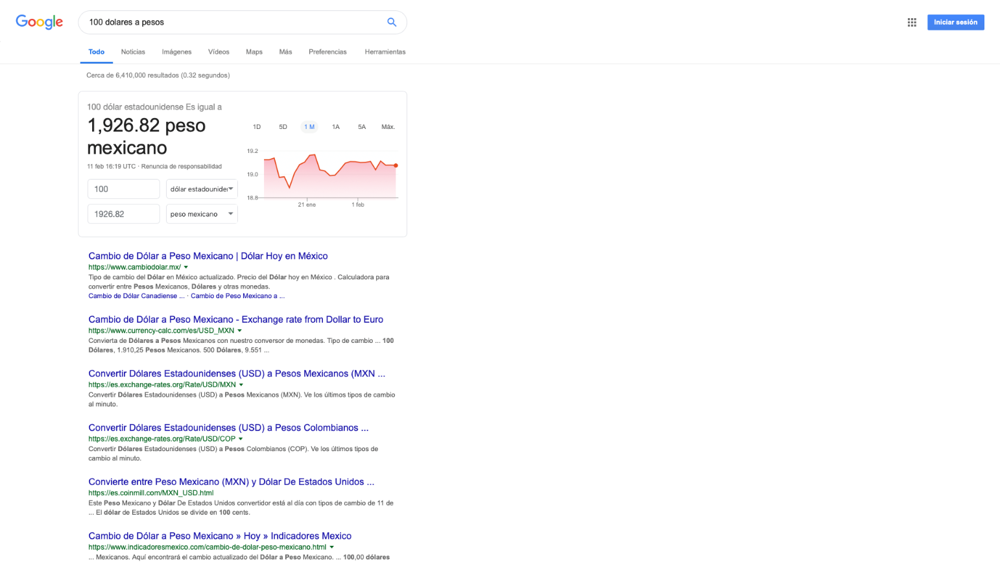 Google
100 dolares a pesos
Iniciar sesión
Todo Noticias Imágenes Vídeos Maps Más Preferencias Herramientas
Cerca de 6,410,000 resultados (0.32 segundos)
100 dólar estadounidense Es igual a
1,926.82 peso
mexicano
11 feb 16:19 UTC · Renuncia de responsabilidad
100 dólar estadounider
1926.82 peso mexicano
1D 5D 1 M 1A 5A Máx.
19.2
19.0
18.8
21 ene 1 feb
Cambio de Dólar a Peso Mexicano | Dólar Hoy en México
https://www.cambiodolar.mx/
Tipo de cambio del Dólar en México actualizado. Precio del Dólar hoy en México . Calculadora para
convertir entre Pesos Mexicanos, Dólares y otras monedas.
Cambio de Dólar Canadiense ... · Cambio de Peso Mexicano a ...
Cambio de Dólar a Peso Mexicano - Exchange rate from Dollar to Euro
https://www.currency-calc.com/es/USD_MXN
Convierta de Dólares a Pesos Mexicanos con nuestro conversor de monedas. Tipo de cambio ... 100
Dólares, 1.910,25 Pesos Mexicanos. 500 Dólares, 9.551 ...
Convertir Dólares Estadounidenses (USD) a Pesos Mexicanos (MXN ...
https://es.exchange-rates.org/Rate/USD/MXN
Convertir Dólares Estadounidenses (USD) a Pesos Mexicanos (MXN). Ve los últimos tipos de cambio
al minuto.
Convertir Dólares Estadounidenses (USD) a Pesos Colombianos ...
https://es.exchange-rates.org/Rate/USD/COP
Convertir Dólares Estadounidenses (USD) a Pesos Colombianos (COP). Ve los últimos tipos de
cambio al minuto.
Convierte entre Peso Mexicano (MXN) y Dólar De Estados Unidos ...
https://es.coinmill.com/MXN_USD.html
Este Peso Mexicano y Dólar De Estados Unidos convertidor está al día con tipos de cambio de 11 de
... El dólar de Estados Unidos se divide en 100 cents.
Cambio de Dólar a Peso Mexicano » Hoy » Indicadores Mexico
https://www.indicadoresmexico.com/cambio-de-dolar-peso-mexicano.html
... Mexicanos. Aquí encontrará el cambio actualizado del Dólar a Peso Mexicano. ... 100,00 dólares